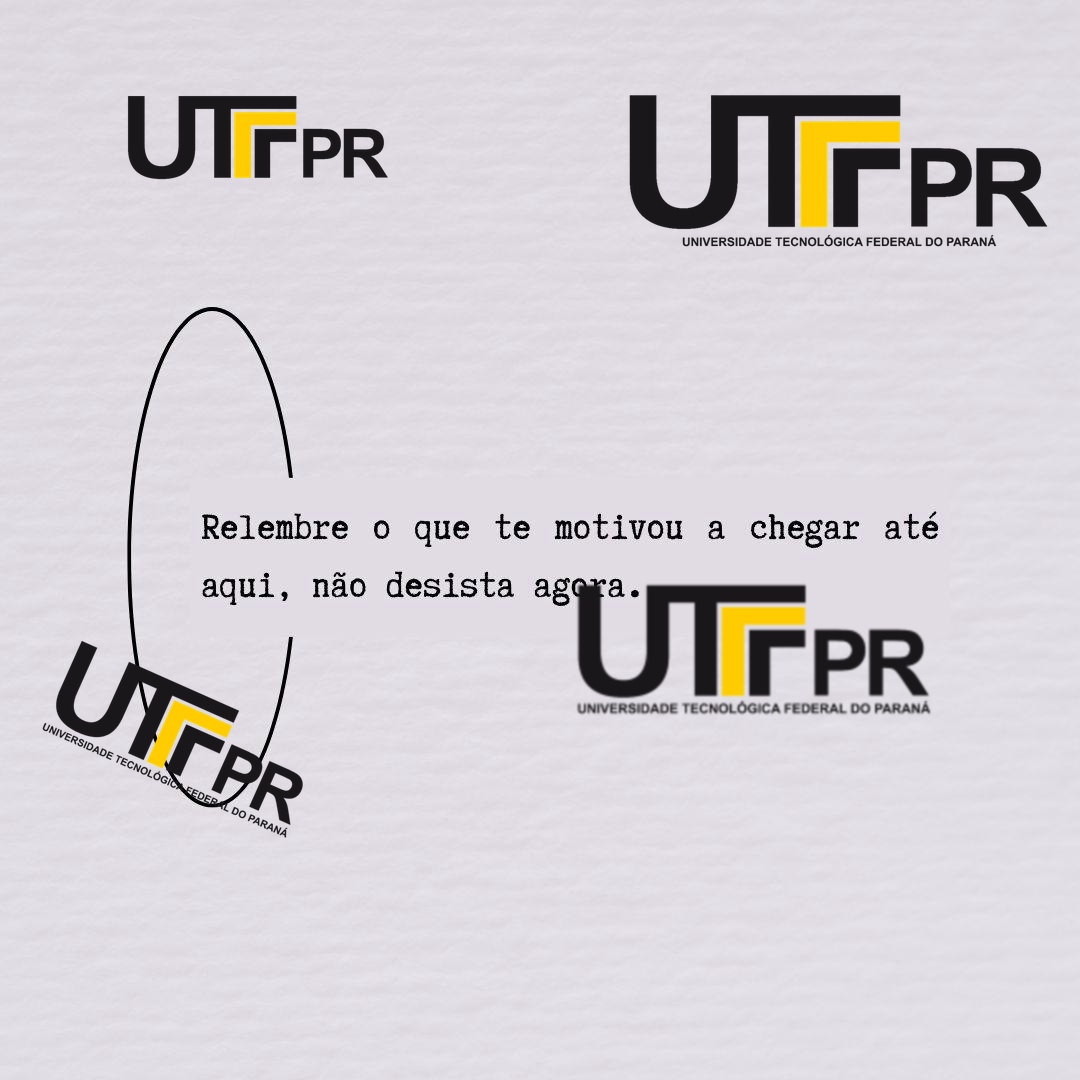 UTFPR
UTFPR
UNIVERSIDADE TECNOLÓGICA FEDERAL DO PARANÁ
Relembre o que te motivou a chegar até
aqui, não desista agora.
UTFPR
UNIVERSIDADE TECNOLÓGICA FEDERAL DO PARANÁ
UTFPR
UNIVERSIDADE TECNOLÓGICA FEDERAL DO PARANÁ